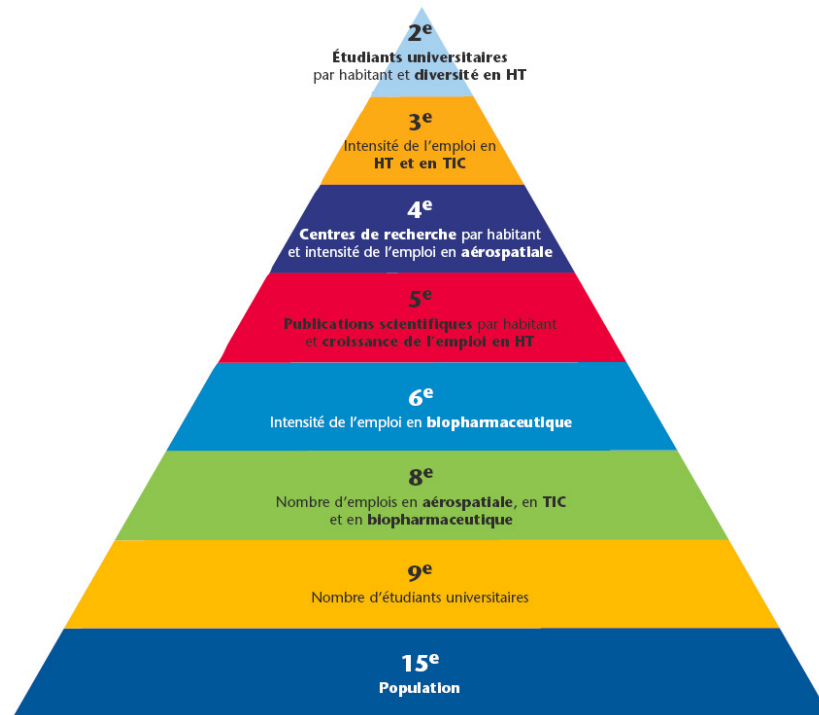 2e
Étudiants universitaires
par habitant et diversité en HT
3e
Intensité de l’emploi en
HT et en TIC
4e
Centres de recherche par habitant
et intensité de l’emploi en aérospatiale
5e
Publications scientifiques par habitant
et croissance de l’emploi en HT
6e
Intensité de l’emploi en biopharmaceutique
8e
Nombre d’emplois en aérospatiale, en TIC
et en biopharmaceutique
9e
Nombre d’étudiants universitaires
15e
Population